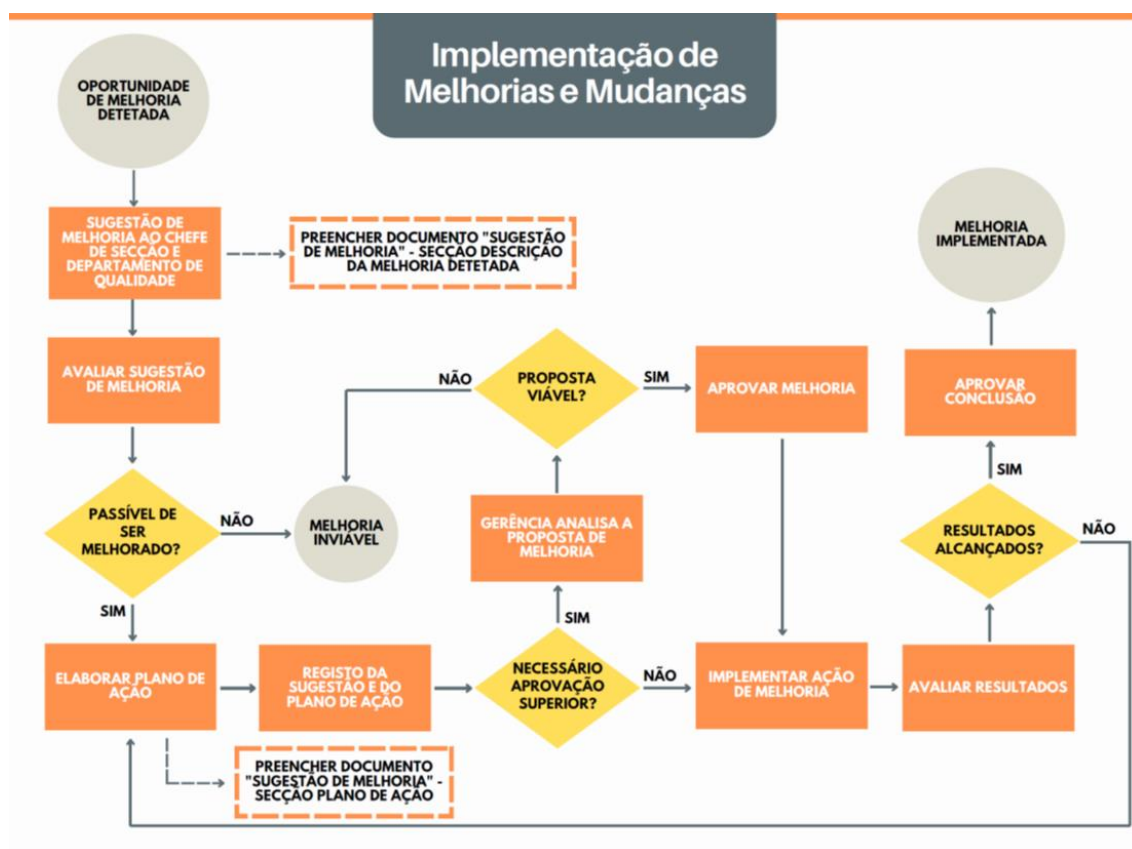 Implementação de
Melhorias e Mudanças
OPORTUNIDADE
DE MELHORIA
DETETADA
SUGESTÃO DE
MELHORIA AO CHEFE
DE SECÇÃO E
DEPARTAMENTO DE
QUALIDADE
PREENCHER DOCUMENTO "SUGESTÃO
DE MELHORIA" - SECÇÃO DESCRIÇÃO
DA MELHORIA DETETADA
MELHORIA
IMPLEMENTADA
AVALIAR SUGESTÃO
DE MELHORIA
NÃO
PROPOSTA
VIÁVEL?
SIM
APROVAR MELHORIA
APROVAR
CONCLUSÃO
SIM
PASSÍVEL DE
SER
MELHORADO?
NÃO
MELHORIA
INVIÁVEL
GERÊNCIA ANALISA A
PROPOSTA DE
MELHORIA
RESULTADOS
ALCANÇADOS?
NÃO
SIM
SIM
ELABORAR PLANO DE
AÇÃO
REGISTO DA
SUGESTÃO E DO
PLANO DE AÇÃO
NECESSÁRIO
APROVAÇÃO
SUPERIOR?
NÃO
IMPLEMENTAR AÇÃO
DE MELHORIA
AVALIAR RESULTADOS
PREENCHER DOCUMENTO
"SUGESTÃO DE MELHORIA" -
SECÇÃO PLANO DE AÇÃO